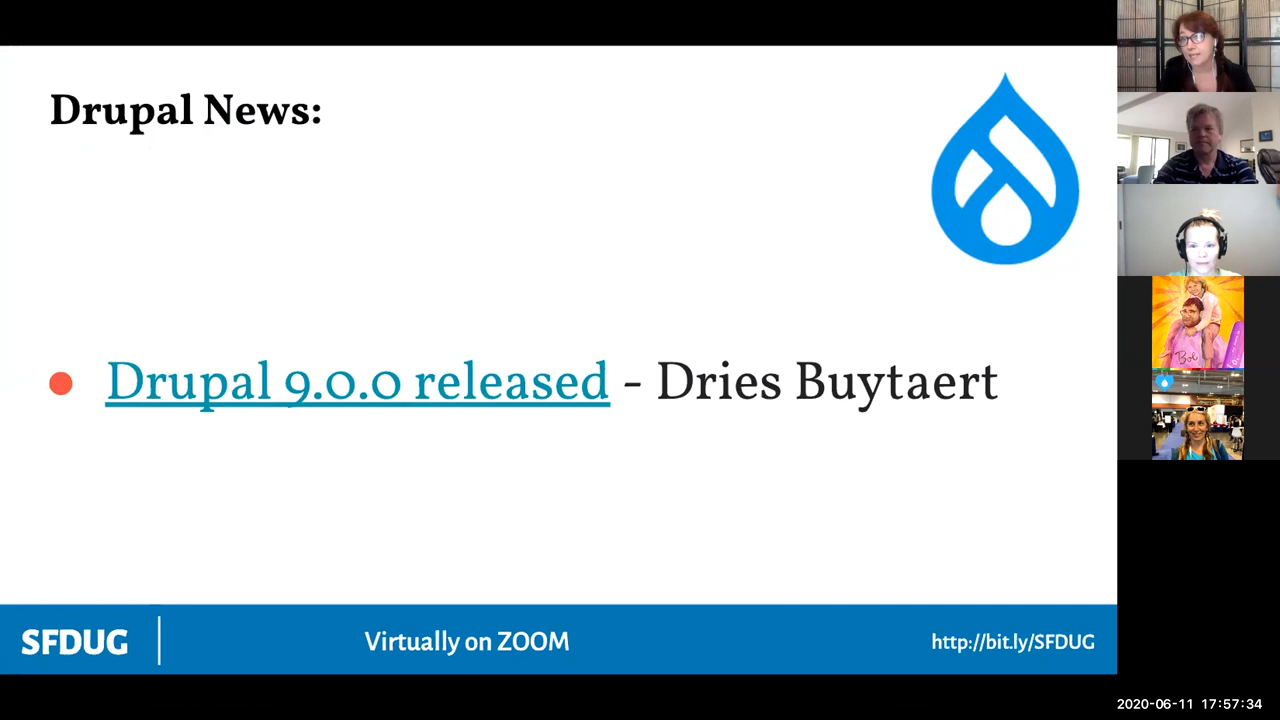 Drupal News:
Drupal 9.0.0 released - Dries Buytaert
SFDUG
Virtually on ZOOM
http://bit.ly/SFDUG
Bob
2020-06-11 17:57:34